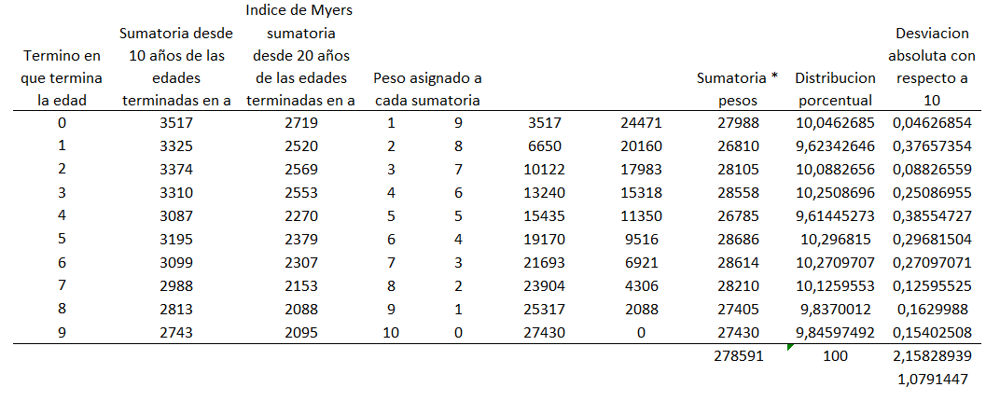 Indice de Myers
Sumatoria desde sumatoria Desviacion
Termino en 10 años de las desde 20 años absoluta con
que termina edades de las edades Peso asignado a Sumatoria * Distribucion respecto a
la edad terminadas en a terminadas en a cada sumatoria pesos porcentual 10
0 3517 2719 1 9 3517 24471 27988 10,0462685 0,04626854
1 3325 2520 2 8 6650 20160 26810 9,62342646 0,37657354
2 3374 2569 3 7 10122 17983 28105 10,0882656 0,08826559
3 3310 2553 4 6 13240 15318 28558 10,2508696 0,25086955
4 3087 2270 5 5 15435 11350 26785 9,61445273 0,38554727
5 3195 2379 6 4 19170 9516 28686 10,296815 0,29681504
6 3099 2307 7 3 21693 6921 28614 10,2709707 0,27097071
7 2988 2153 8 2 23904 4306 28210 10,1259553 0,12595525
8 2813 2088 9 1 25317 2088 27405 9,8370012 0,1629988
9 2743 2095 10 0 27430 0 27430 9,84597492 0,15402508
278591 100 2,15828939
1,0791447